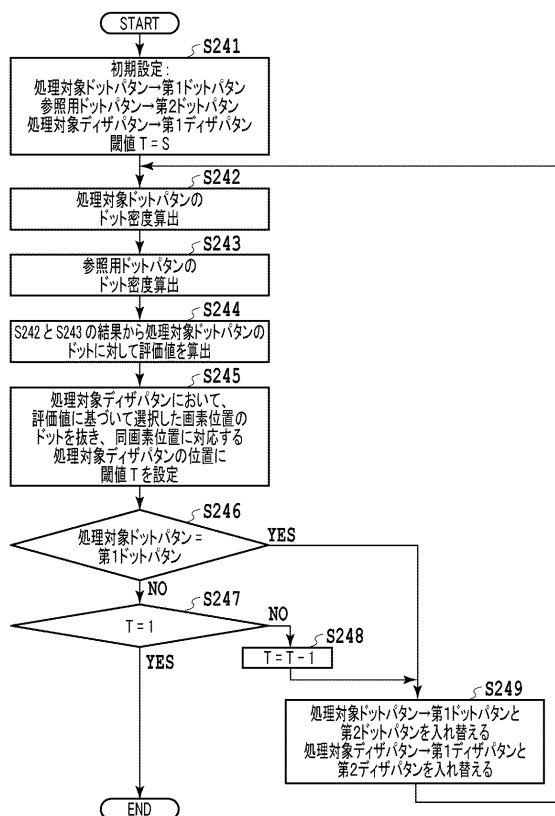 START
S241
初期設定:
処理対象ドットパタン→第1ドットパタン
参照用ドットパタン→第2ドットパタン
処理対象ディザパタン→第1ディザパタン
閾値 T=S
S242
処理対象ドットパタンの
ドット密度算出
S243
参照用ドットパタンの
ドット密度算出
S244
S242とS243の結果から処理対象ドットパタンの
ドットに対して評価値を算出
S245
処理対象ディザパタンにおいて、
評価値に基づいて選択した画素位置の
ドットを抜き、同画素位置に対応する
処理対象ディザパタンの位置に
閾値Tを設定
S246
処理対象ドットパタン=
第1ドットパタン
YES
NO
S247
T=1
NO
YES
S248
T=T-1
S249
処理対象ドットパタン→第1ドットパタンと
第2ドットパタンを入れ替える
処理対象ディザパタン→第1ディザパタンと
第2ディザパタンを入れ替える
END